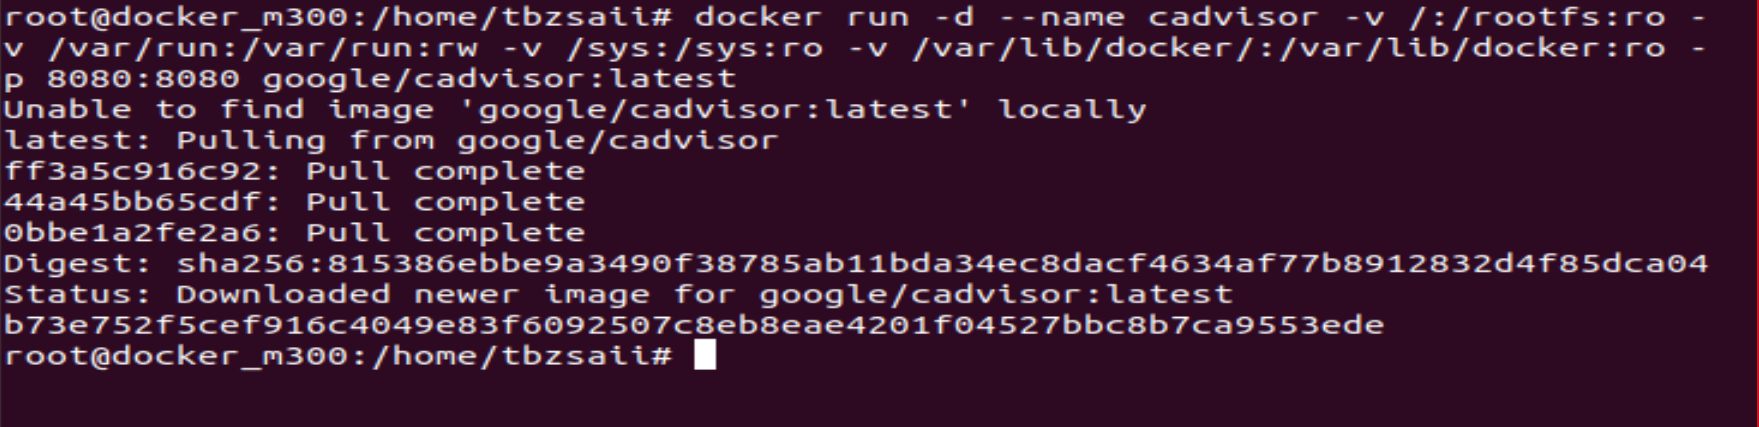 root@docker_m300:/home/tbzsaii# docker run -d --name cadvisor -v /:/rootfs:ro -
v /var/run:/var/run:rw -v /sys:/sys:ro -v /var/lib/docker/:/var/lib/docker:ro -
p 8080:8080 google/cadvisor:latest
Unable to find image 'google/cadvisor:latest' locally
latest: Pulling from google/cadvisor
ff3a5c916c92: Pull complete
44a45bb65cdf: Pull complete
0bbe1a2fe2a6: Pull complete
Digest: sha256:815386ebbe9a3490f38785ab11bda34ec8dacf4634af77b8912832d4f85dca04
Status: Downloaded newer image for google/cadvisor:latest
b73e752f5cef916c4049e83f6092507c8eb8eae4201f04527bbc8b7ca9553ede
root@docker_m300:/home/tbzsaii#